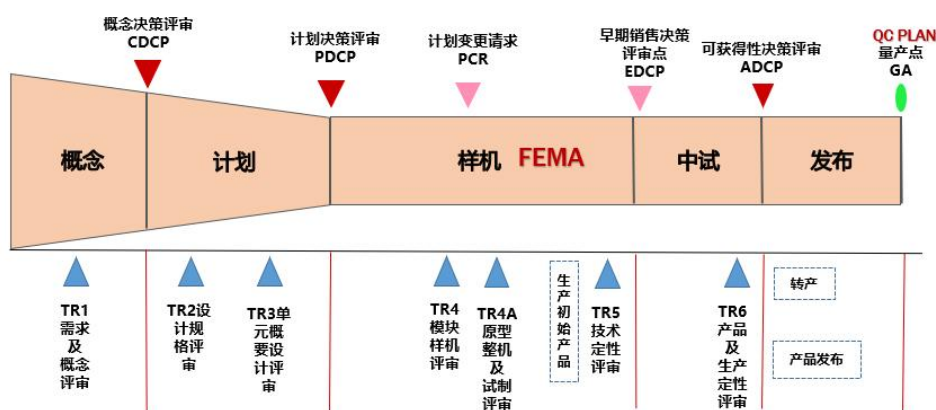 概念决策评审
CDCP
计划决策评审
PDCP
计划变更请求
PCR
早期销售决策
评审点
EDCP
可获得性决策评审
ADCP
QC PLAN
量产点
GA
概念
计划
样机 FEMA
中试
发布
TR1
需求
及
概念
评审
TR2设
计规
格评
审
TR3单
元概
要设
计评
审
TR4
模块
样机
评审
TR4A
原型
整机
及
试制
评审
生
产
初
始
产
品
TR5
技术
定性
评审
TR6
产品
及
生产
定性
评审
转产
产品发布